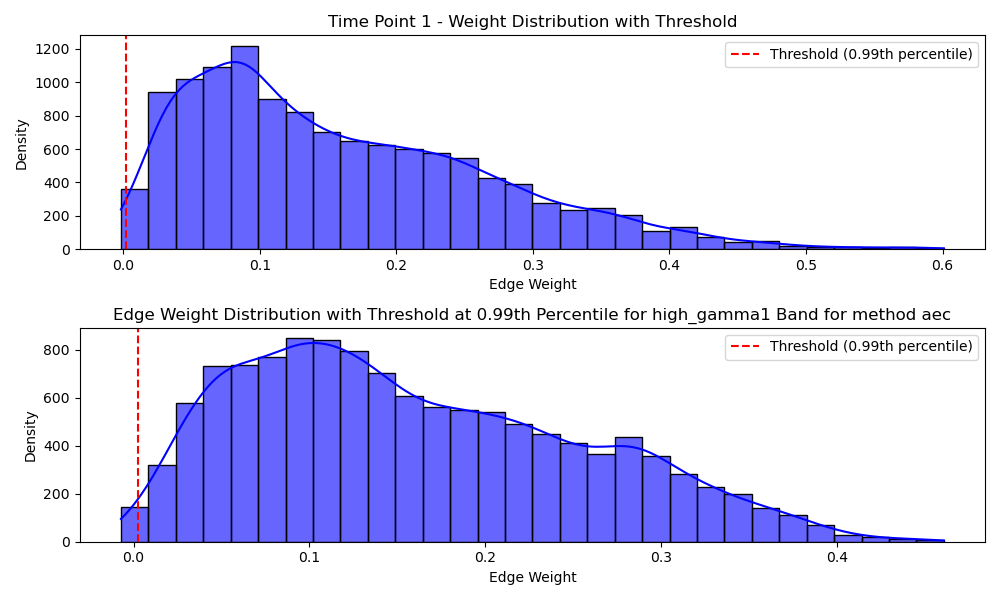 Time Point 1 - Weight Distribution with Threshold
Threshold (0.99th percentile)
Density
1200
1000
800
600
400
200
0
0.0 0.1 0.2 0.3 0.4 0.5 0.6
Edge Weight
Edge Weight Distribution with Threshold at 0.99th Percentile for high_gamma1 Band for method aec
Threshold (0.99th percentile)
Density
800
600
400
200
0
0.0 0.1 0.2 0.3 0.4
Edge Weight